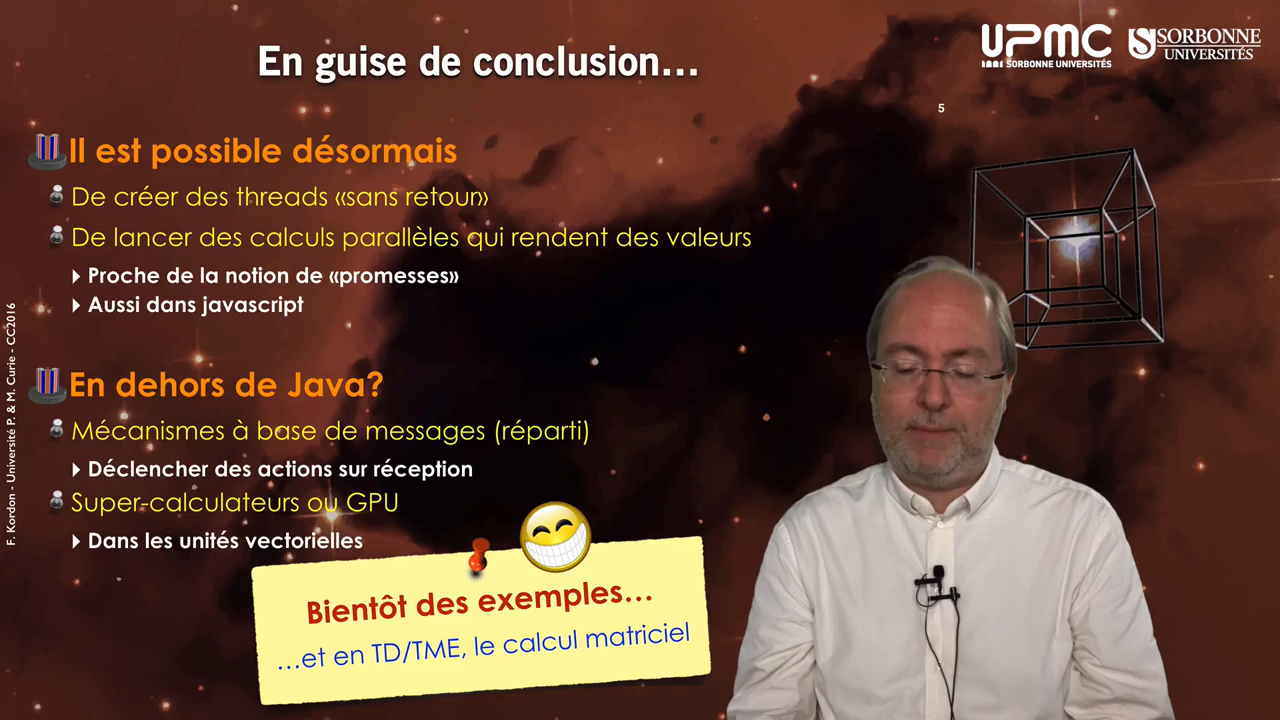 En guise de conclusion...
UPMC
SORBONNE UNIVERSITÉS
SORBONNE
UNIVERSITÉS
5
Il est possible désormais
De créer des threads «sans retour»
De lancer des calculs parallèles qui rendent des valeurs
Proche de la notion de «promesses»
Aussi dans javascript
En dehors de Java?
Mécanismes à base de messages (réparti)
Déclencher des actions sur réception
Super-calculateurs ou GPU
Dans les unités vectorielles
Bientôt des exemples...
...et en TD/TME, le calcul matriciel
F. Kordon - Université P. & M. Curie - CC2016